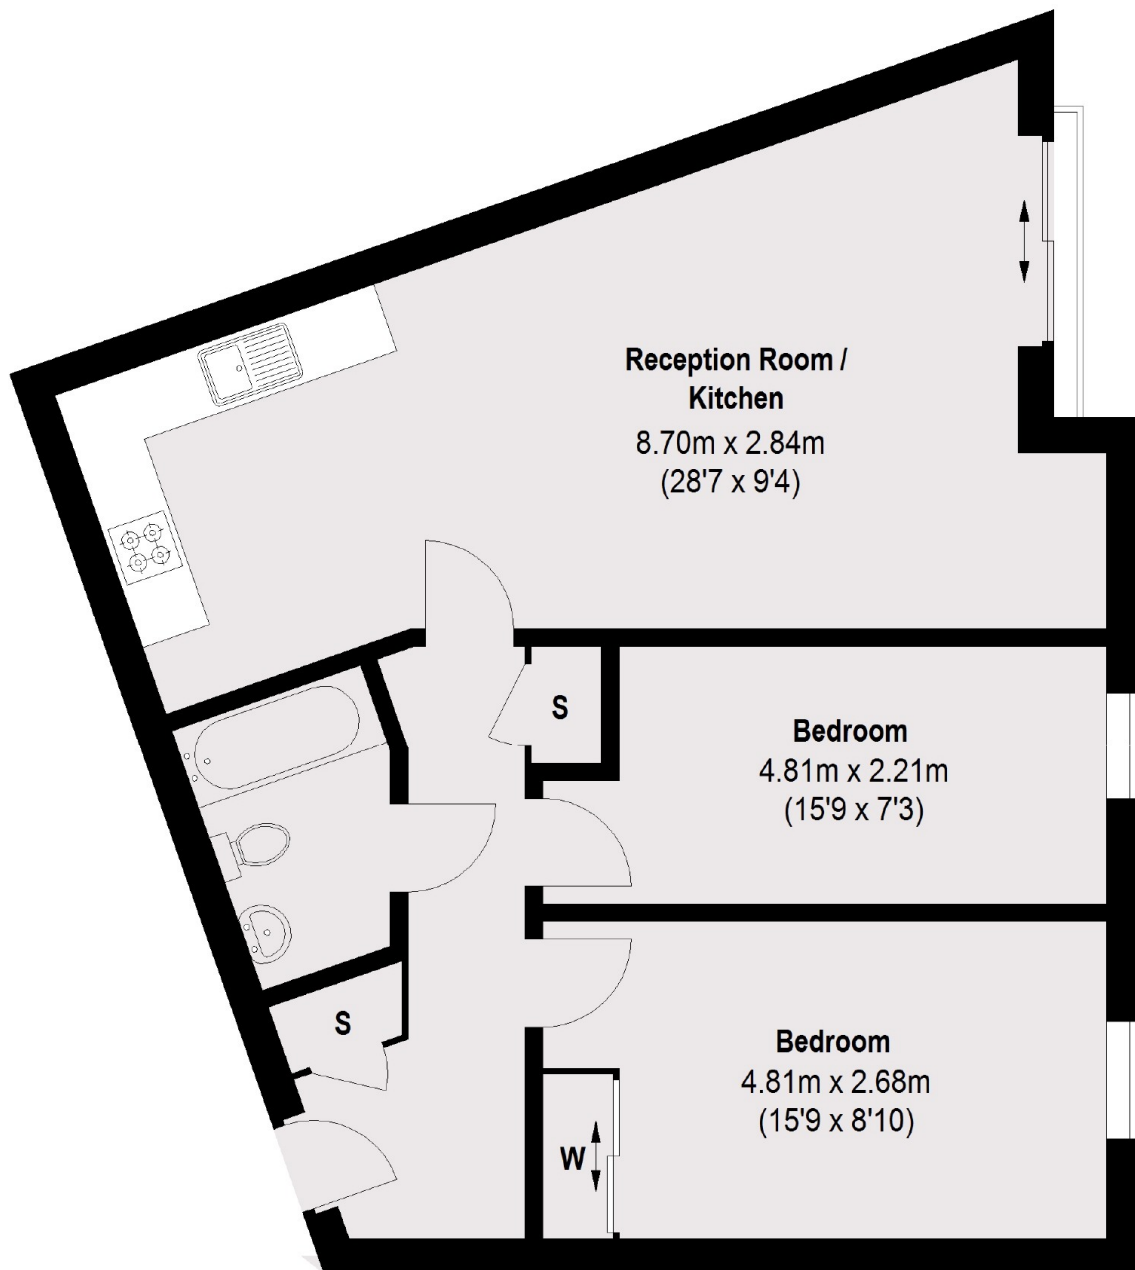 Reception Room /
Kitchen
8.70m x 2.84m
(28'7 x 9'4)
S
Bedroom
4.81m x 2.21m
(15'9 x 7'3)
S
Bedroom
4.81m x 2.68m
(15'9 x 8'10)
W